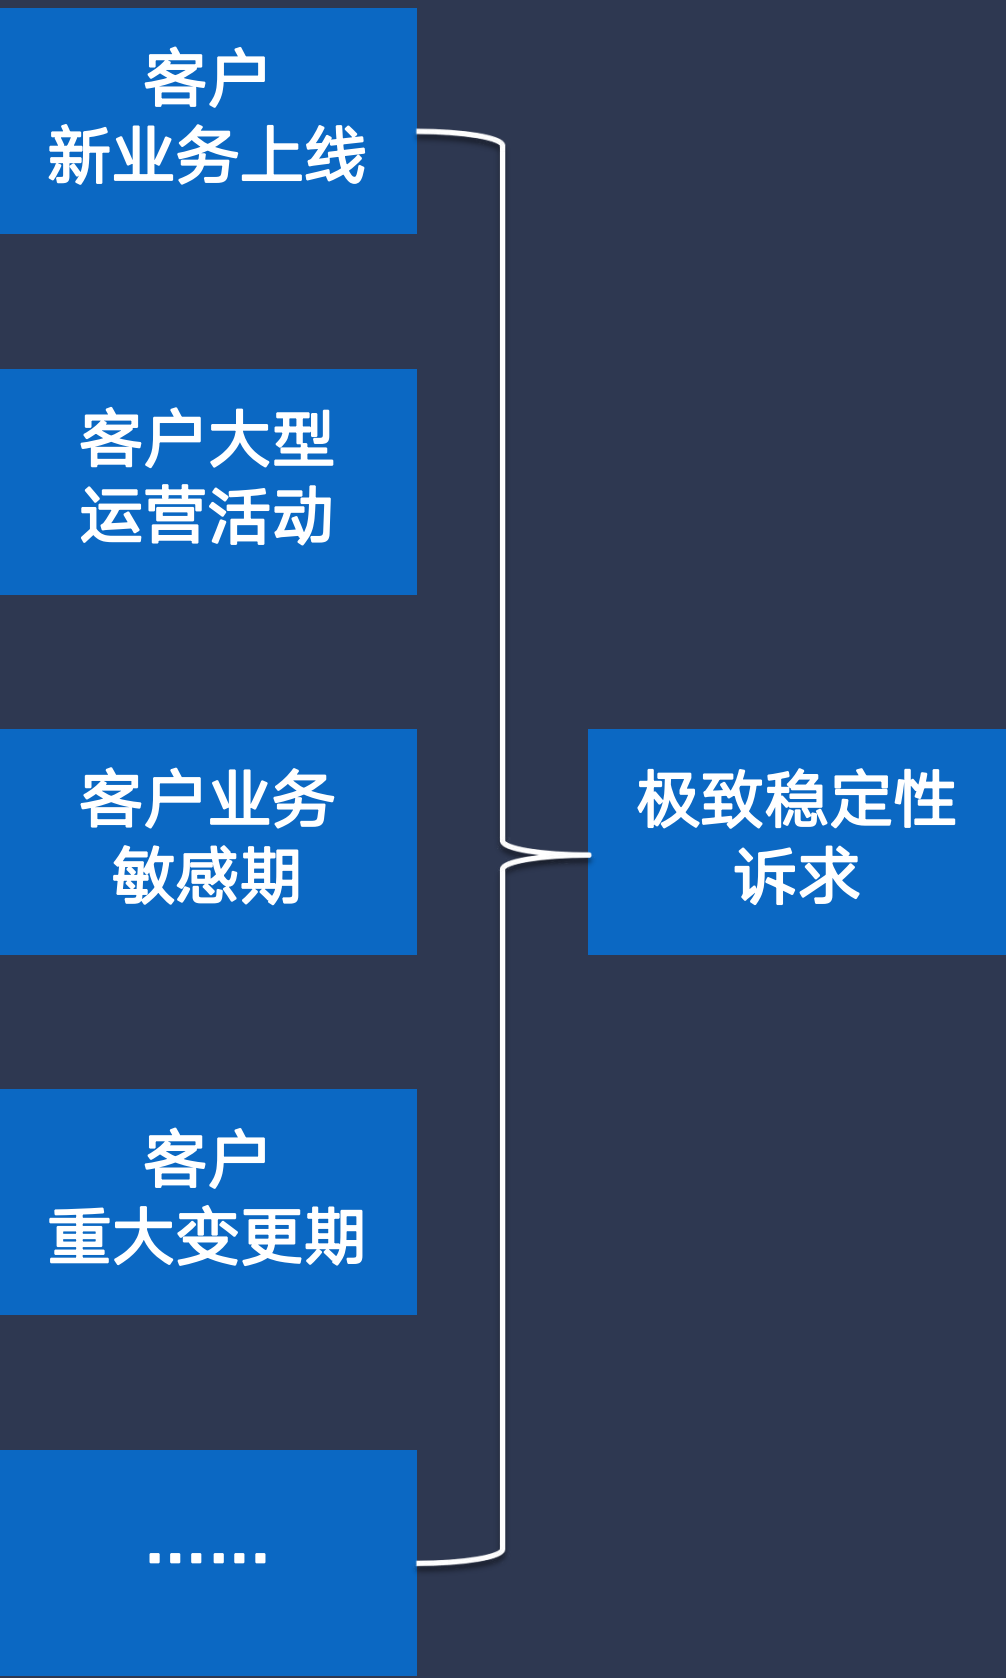 客户
新业务上线
客户大型
运营活动
客户业务
敏感期
极致稳定性
诉求
客户
重大变更期
……